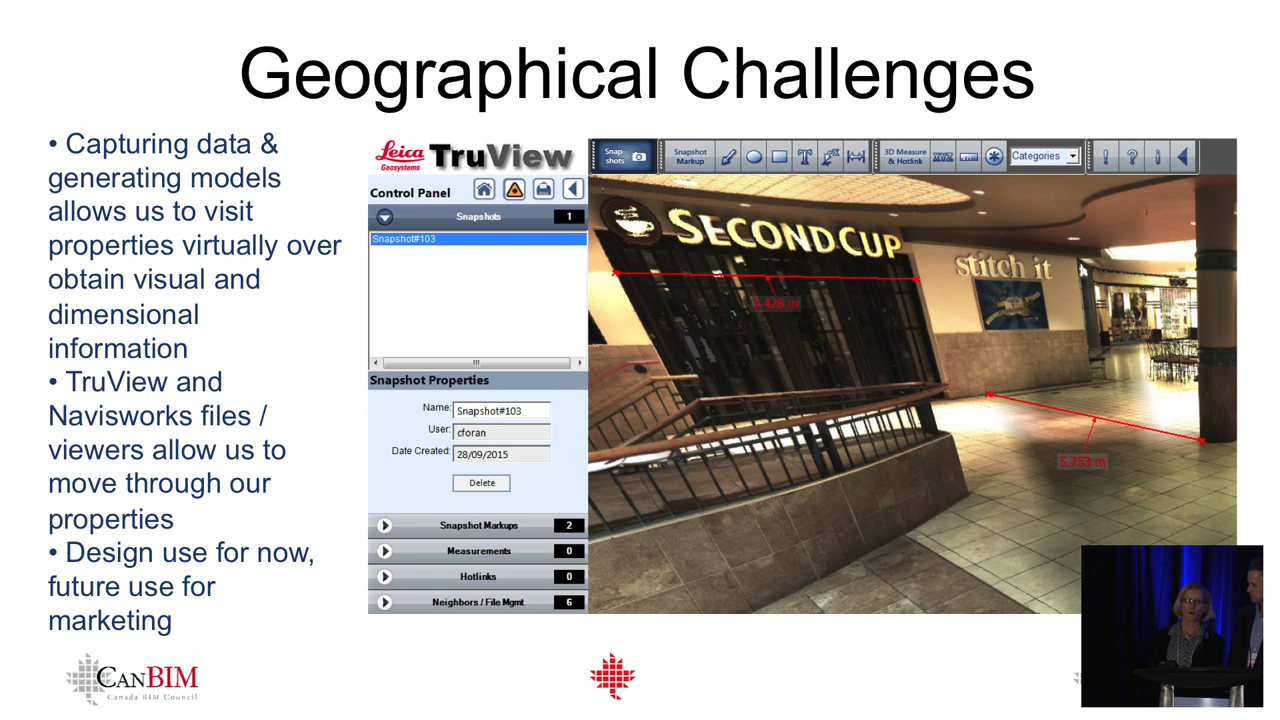 Geographical Challenges
• Capturing data &
generating models
allows us to visit
properties virtually over
obtain visual and
dimensional
information
• TruView and
Navisworks files /
viewers allow us to
move through our
properties
• Design use for now,
future use for
marketing
Leica
Geosystems
TruView
Control Panel
Snapshots 1
Snapshot#103
Snapshot Properties
Name: Snapshot#103
User: cforan
Date Created: 28/09/2015
Delete
Snapshot Markups 2
Measurements 0
Hotlinks 0
Neighbors / File Mgmt 6
Snap-
shots
Snapshot
Markup
3D Measure
& Hotlink
XYZ
Categories
SECOND CUP
stitch it
5.753 m
CANBIM
Canada BIM Council